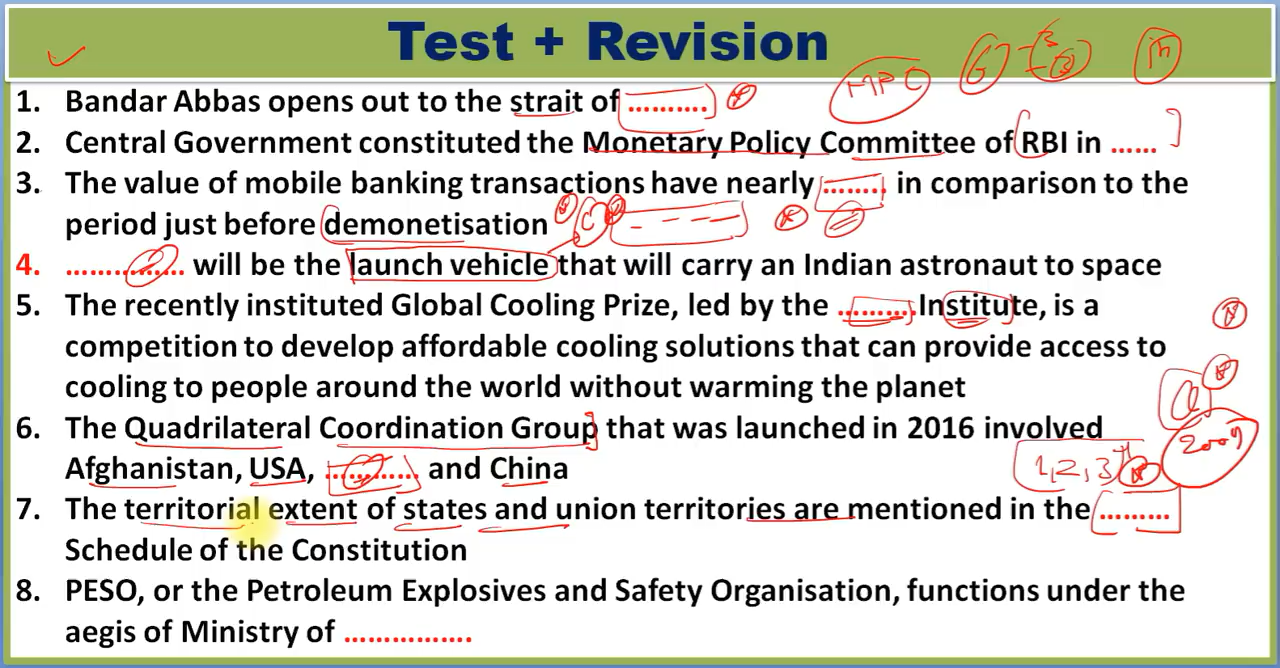 Test + Revision
MPC
1. Bandar Abbas opens out to the strait of ..........
2. Central Government constituted the Monetary Policy Committee of RBI in ......
3. The value of mobile banking transactions have nearly ........ in comparison to the
period just before demonetisation
4. .................. will be the launch vehicle that will carry an Indian astronaut to space
5. The recently instituted Global Cooling Prize, led by the .......... Institute, is a
competition to develop affordable cooling solutions that can provide access to
cooling to people around the world without warming the planet
6. The Quadrilateral Coordination Group that was launched in 2016 involved
Afghanistan, USA, ............ and China
1, 2, 3
2009
7. The territorial extent of states and union territories are mentioned in the .........
Schedule of the Constitution
8. PESO, or the Petroleum Explosives and Safety Organisation, functions under the
aegis of Ministry of ................